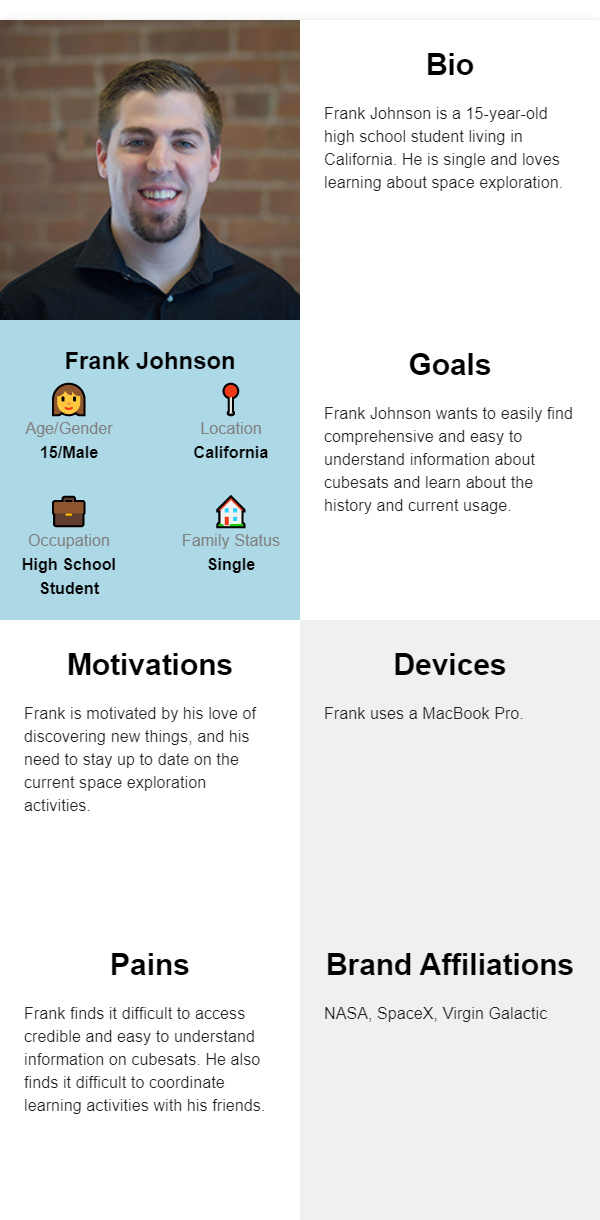 Bio
Frank Johnson is a 15-year-old
high school student living in
California. He is single and loves
learning about space exploration.
Frank Johnson
Age/Gender
15/Male
Location
California
Occupation
High School
Student
Family Status
Single
Goals
Frank Johnson wants to easily find
comprehensive and easy to
understand information about
cubesats and learn about the
history and current usage.
Motivations
Frank is motivated by his love of
discovering new things, and his
need to stay up to date on the
current space exploration
activities.
Devices
Frank uses a MacBook Pro.
Pains
Frank finds it difficult to access
credible and easy to understand
information on cubesats. He also
finds it difficult to coordinate
learning activities with his friends.
Brand Affiliations
NASA, SpaceX, Virgin Galactic